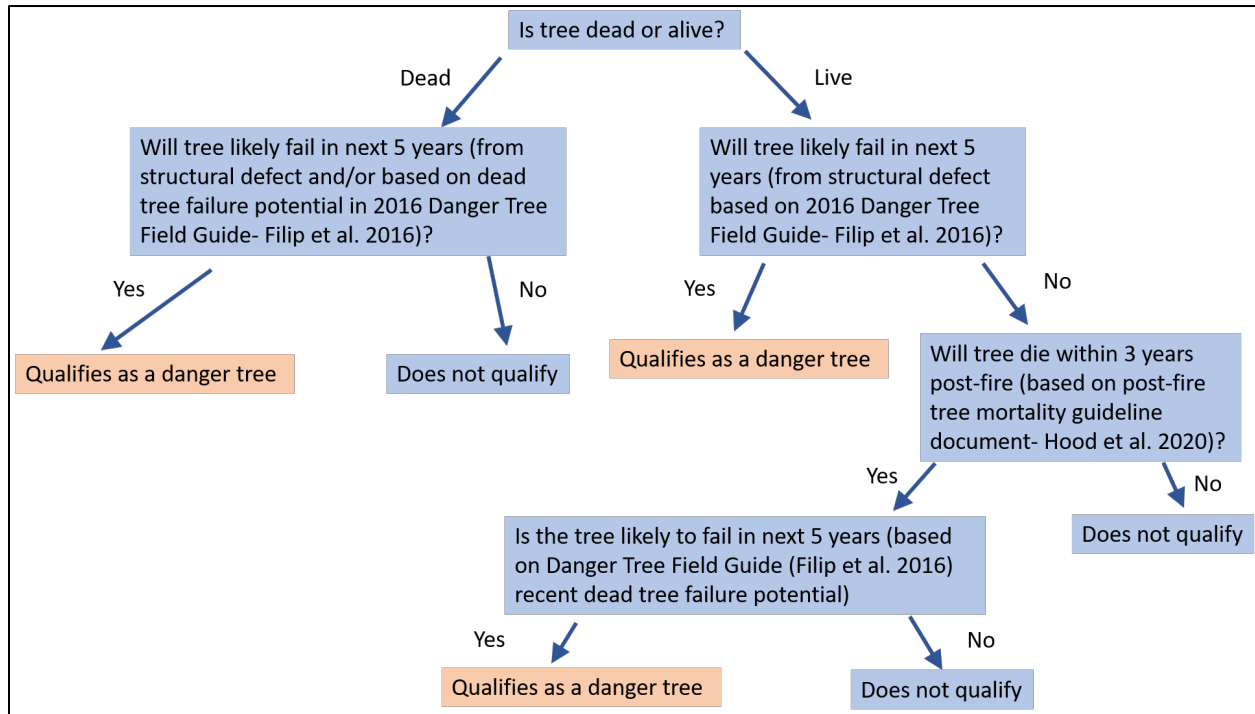 Is tree dead or alive?
Dead
Live
Will tree likely fail in next 5 years (from
structural defect and/or based on dead
tree failure potential in 2016 Danger Tree
Field Guide- Filip et al. 2016)?
Will tree likely fail in next 5
years (from structural defect
based on 2016 Danger Tree
Field Guide- Filip et al. 2016)?
Yes
No
Yes
No
Qualifies as a danger tree
Does not qualify
Qualifies as a danger tree
Will tree die within 3 years
post-fire (based on post-fire
tree mortality guideline
document- Hood et al. 2020)?
Yes
No
Is the tree likely to fail in next 5 years (based
on Danger Tree Field Guide (Filip et al. 2016)
recent dead tree failure potential)
Does not qualify
Yes
No
Qualifies as a danger tree
Does not qualify